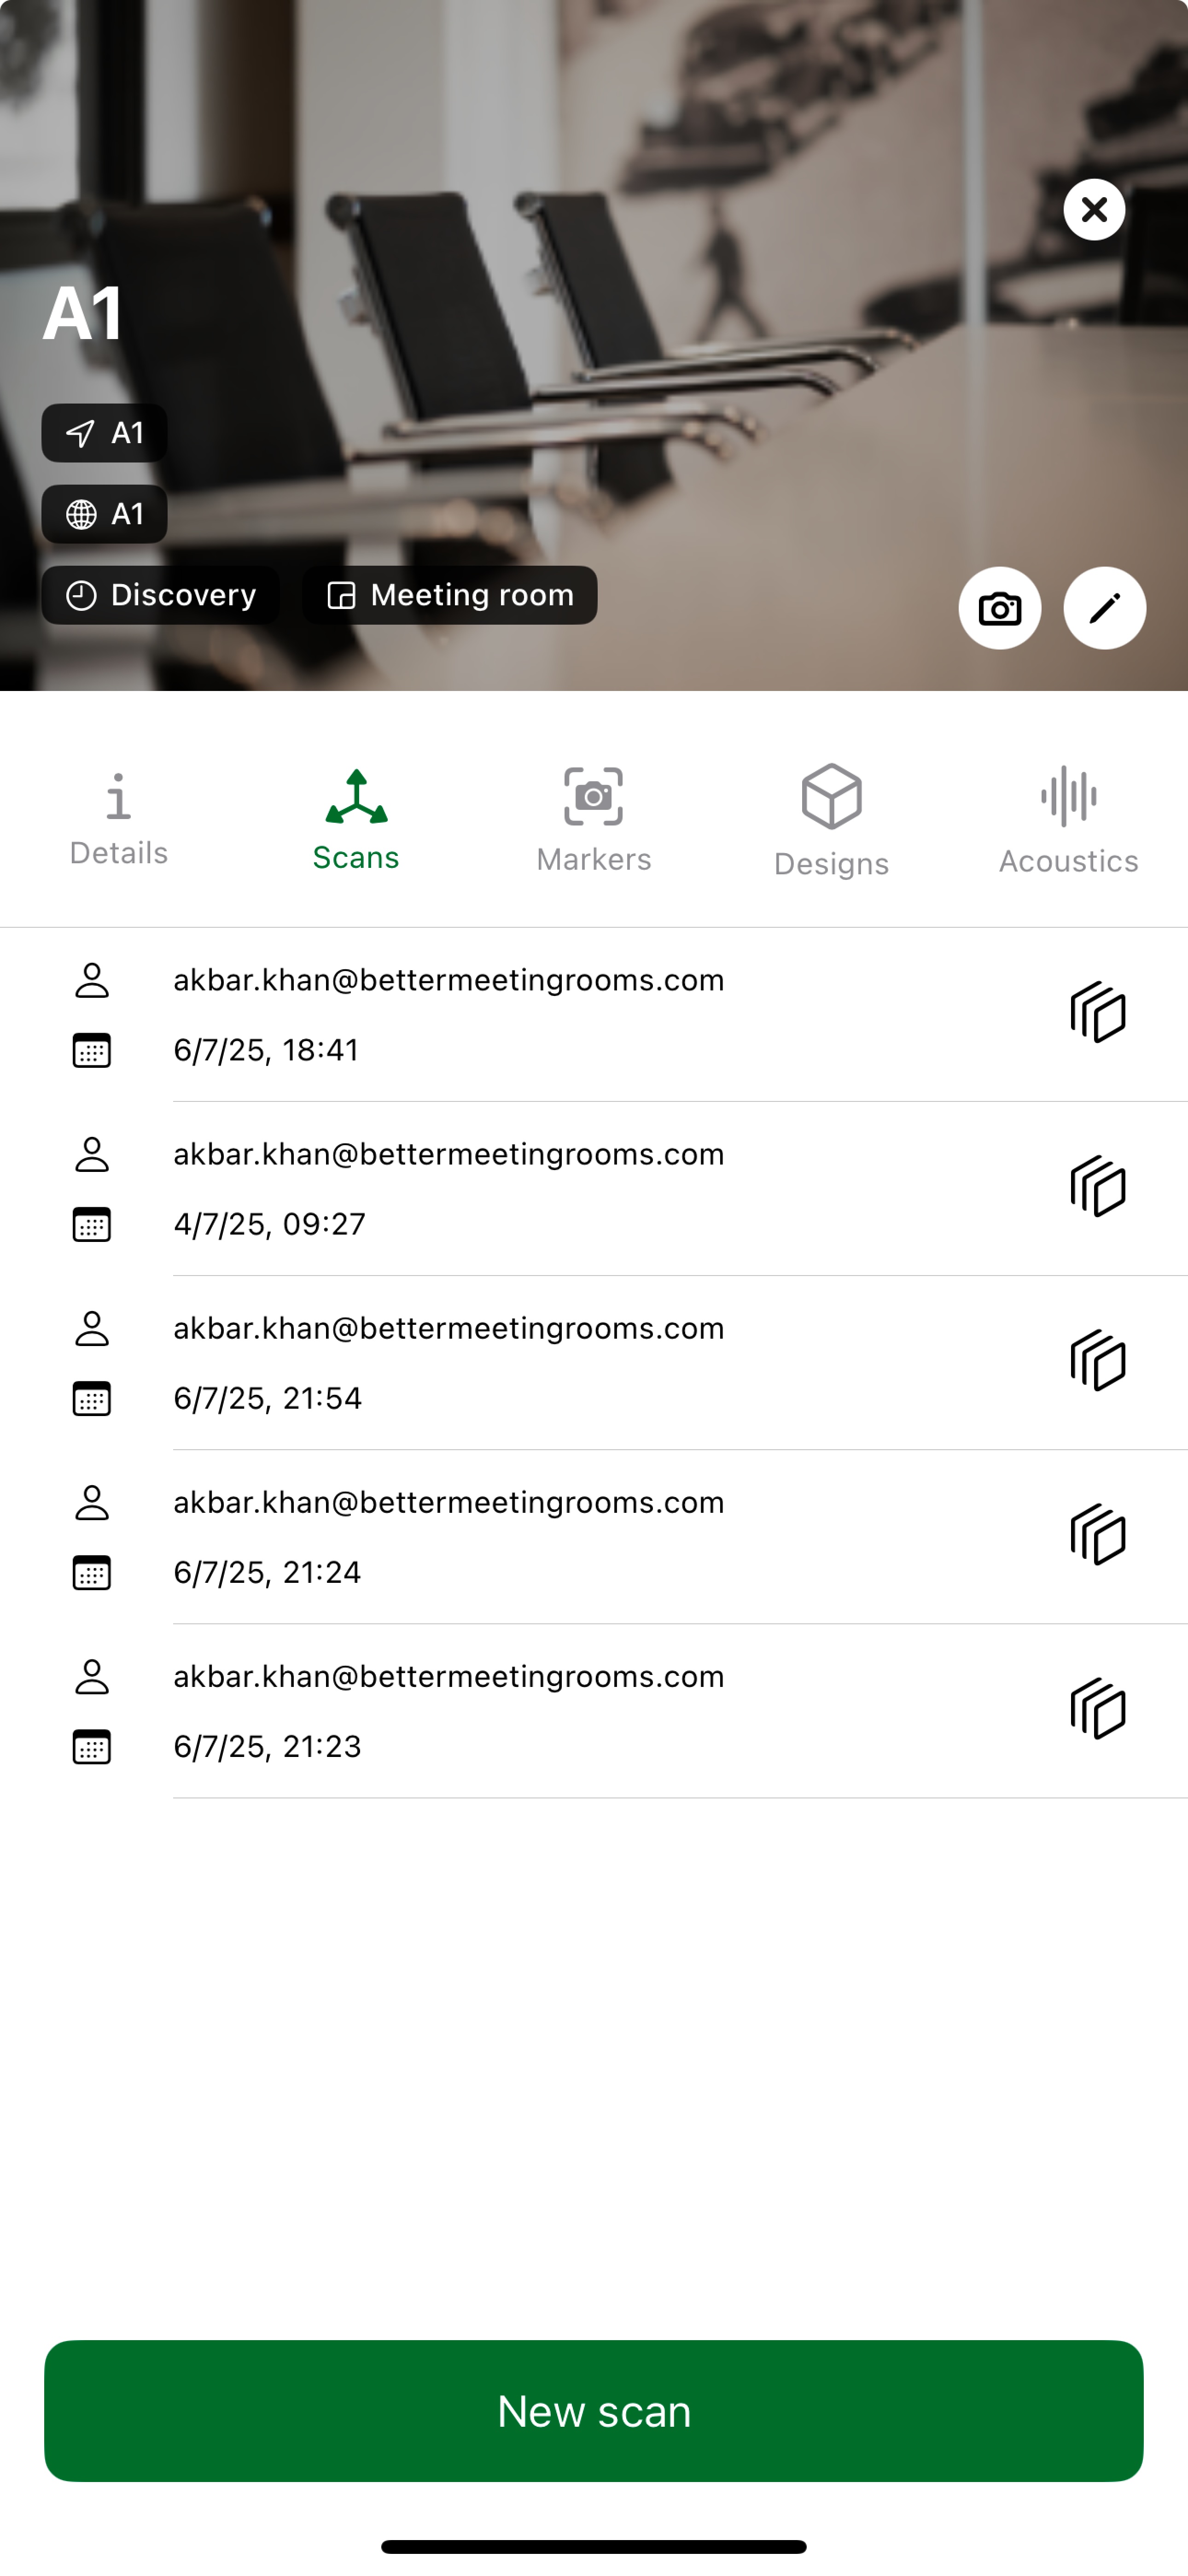 A1
A1
A1
Discovery Meeting room
Details Scans Markers Designs Acoustics
akbar.khan@bettermeetingrooms.com
6/7/25, 18:41
akbar.khan@bettermeetingrooms.com
4/7/25, 09:27
akbar.khan@bettermeetingrooms.com
6/7/25, 21:54
akbar.khan@bettermeetingrooms.com
6/7/25, 21:24
akbar.khan@bettermeetingrooms.com
6/7/25, 21:23
New scan